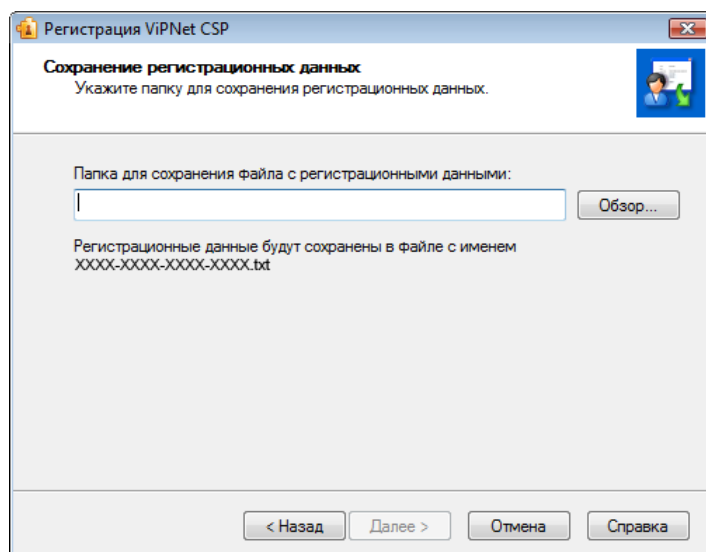 Регистрация ViPNet CSP
Сохранение регистрационных данных
Укажите папку для сохранения регистрационных данных.
Папка для сохранения файла с регистрационными данными:
Обзор...
Регистрационные данные будут сохранены в файле с именем
XXXX-XXXX-XXXX-XXXX.txt
< Назад Далее > Отмена Справка